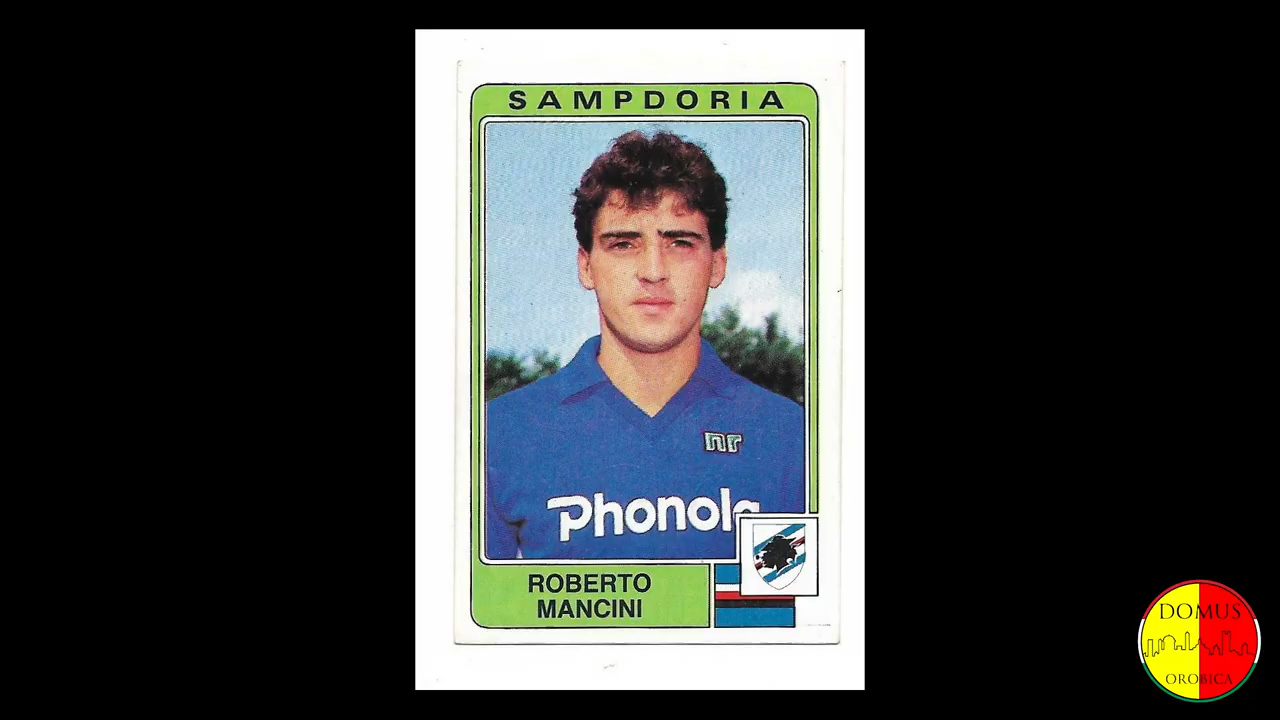 SAMPDORIA
nr
Phonola
ROBERTO
MANCINI
DOMUS
OROBICA